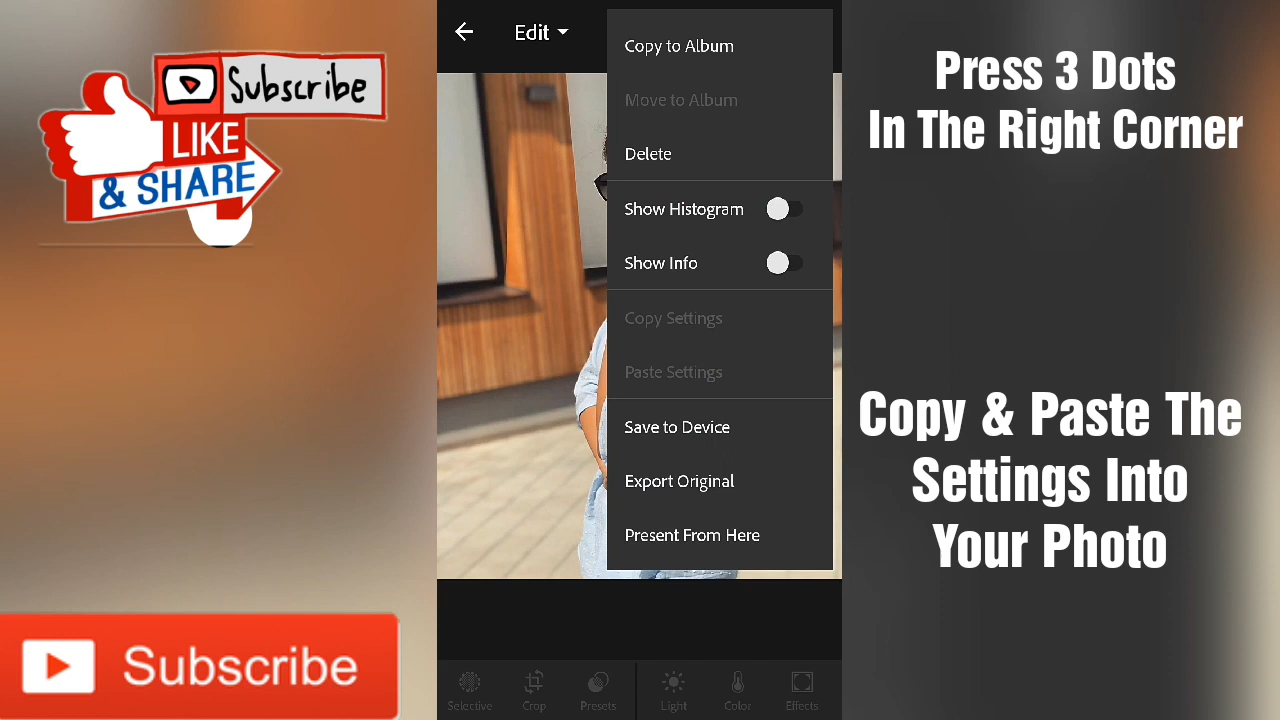 Subscribe
LIKE
& SHARE
Subscribe
Edit
Copy to Album
Move to Album
Delete
Show Histogram
Show Info
Copy Settings
Paste Settings
Save to Device
Export Original
Present From Here
Selective
Crop
Presets
Light
Color
Effects
Press 3 Dots
In The Right Corner
Copy & Paste The
Settings Into
Your Photo